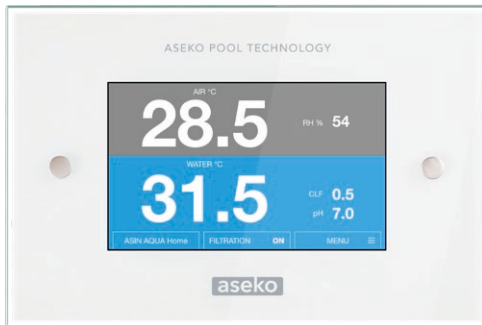 ASEKO POOL TECHNOLOGY
AIR °C
28.5
RH % 54
WATER °C
31.5
CLF 0.5
pH 7.0
ASIN AQUA Home FILTRATION ON MENU
aseko